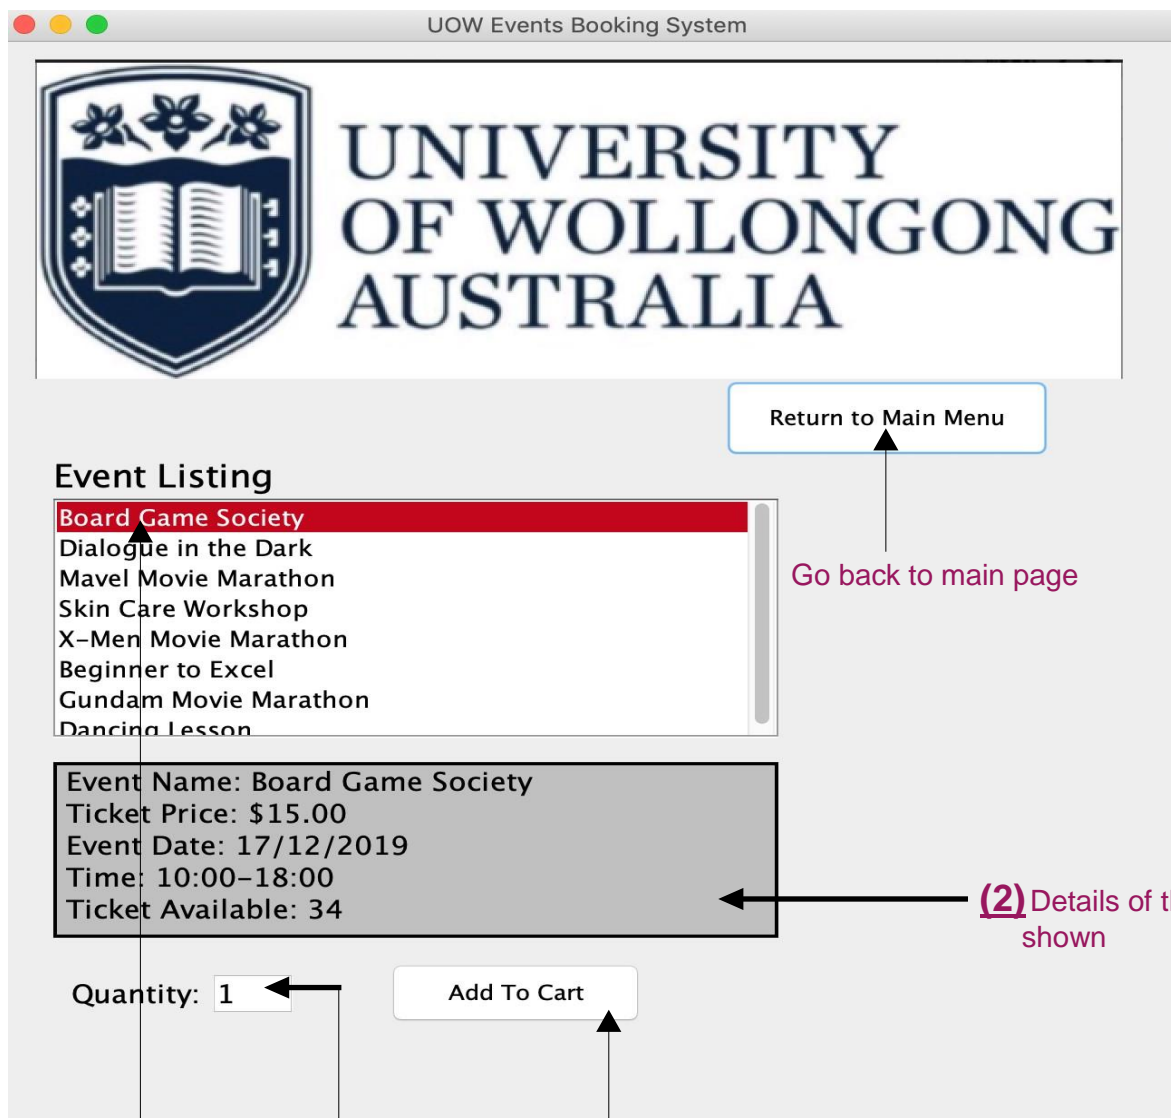 UOW Events Booking System
UNIVERSITY
OF WOLLONGONG
AUSTRALIA
Return to Main Menu
Event Listing
Board Game Society
Dialogue in the Dark
Mavel Movie Marathon
Skin Care Workshop
X-Men Movie Marathon
Beginner to Excel
Gundam Movie Marathon
Dancing Lesson
Go back to main page
Event Name: Board Game Society
Ticket Price: $15.00
Event Date: 17/12/2019
Time: 10:00-18:00
Ticket Available: 34
(2) Details of
shown
Quantity: 1
Add To Cart